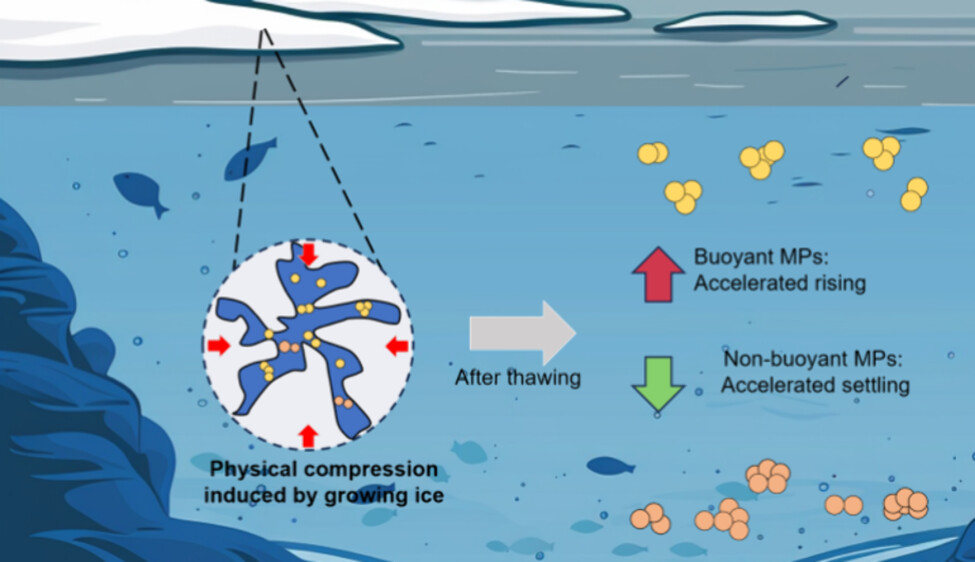 Buoyant MPs:
Accelerated rising
After thawing
Non-buoyant MPs:
Accelerated settling
Physical compression
induced by growing ice